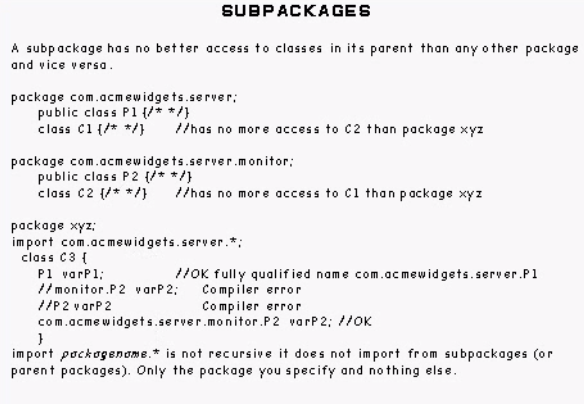 SUBPACKAGES
A subpackage has no better access to classes in its parent than any other package
and vice versa.
package com.acmewidgets.server;
public class P1 {/* */}
class C1 {/* */} //has no more access to C2 than package xyz
package com.acmewidgets.server.monitor;
public class P2 {/* */}
class C2 {/* */} //has no more access to C1 than package xyz
package xyz;
import com.acmewidgets.server.*;
class C3 {
P1 varP1; //OK fully qualified name com.acmewidgets.server.P1
//monitor.P2 varP2; Compiler error
//P2 varP2 Compiler error
com.acmewidgets.server.monitor.P2 varP2; //OK
}
import packagename.* is not recursive it does not import from subpackages (or
parent packages). Only the package you specify and nothing else.